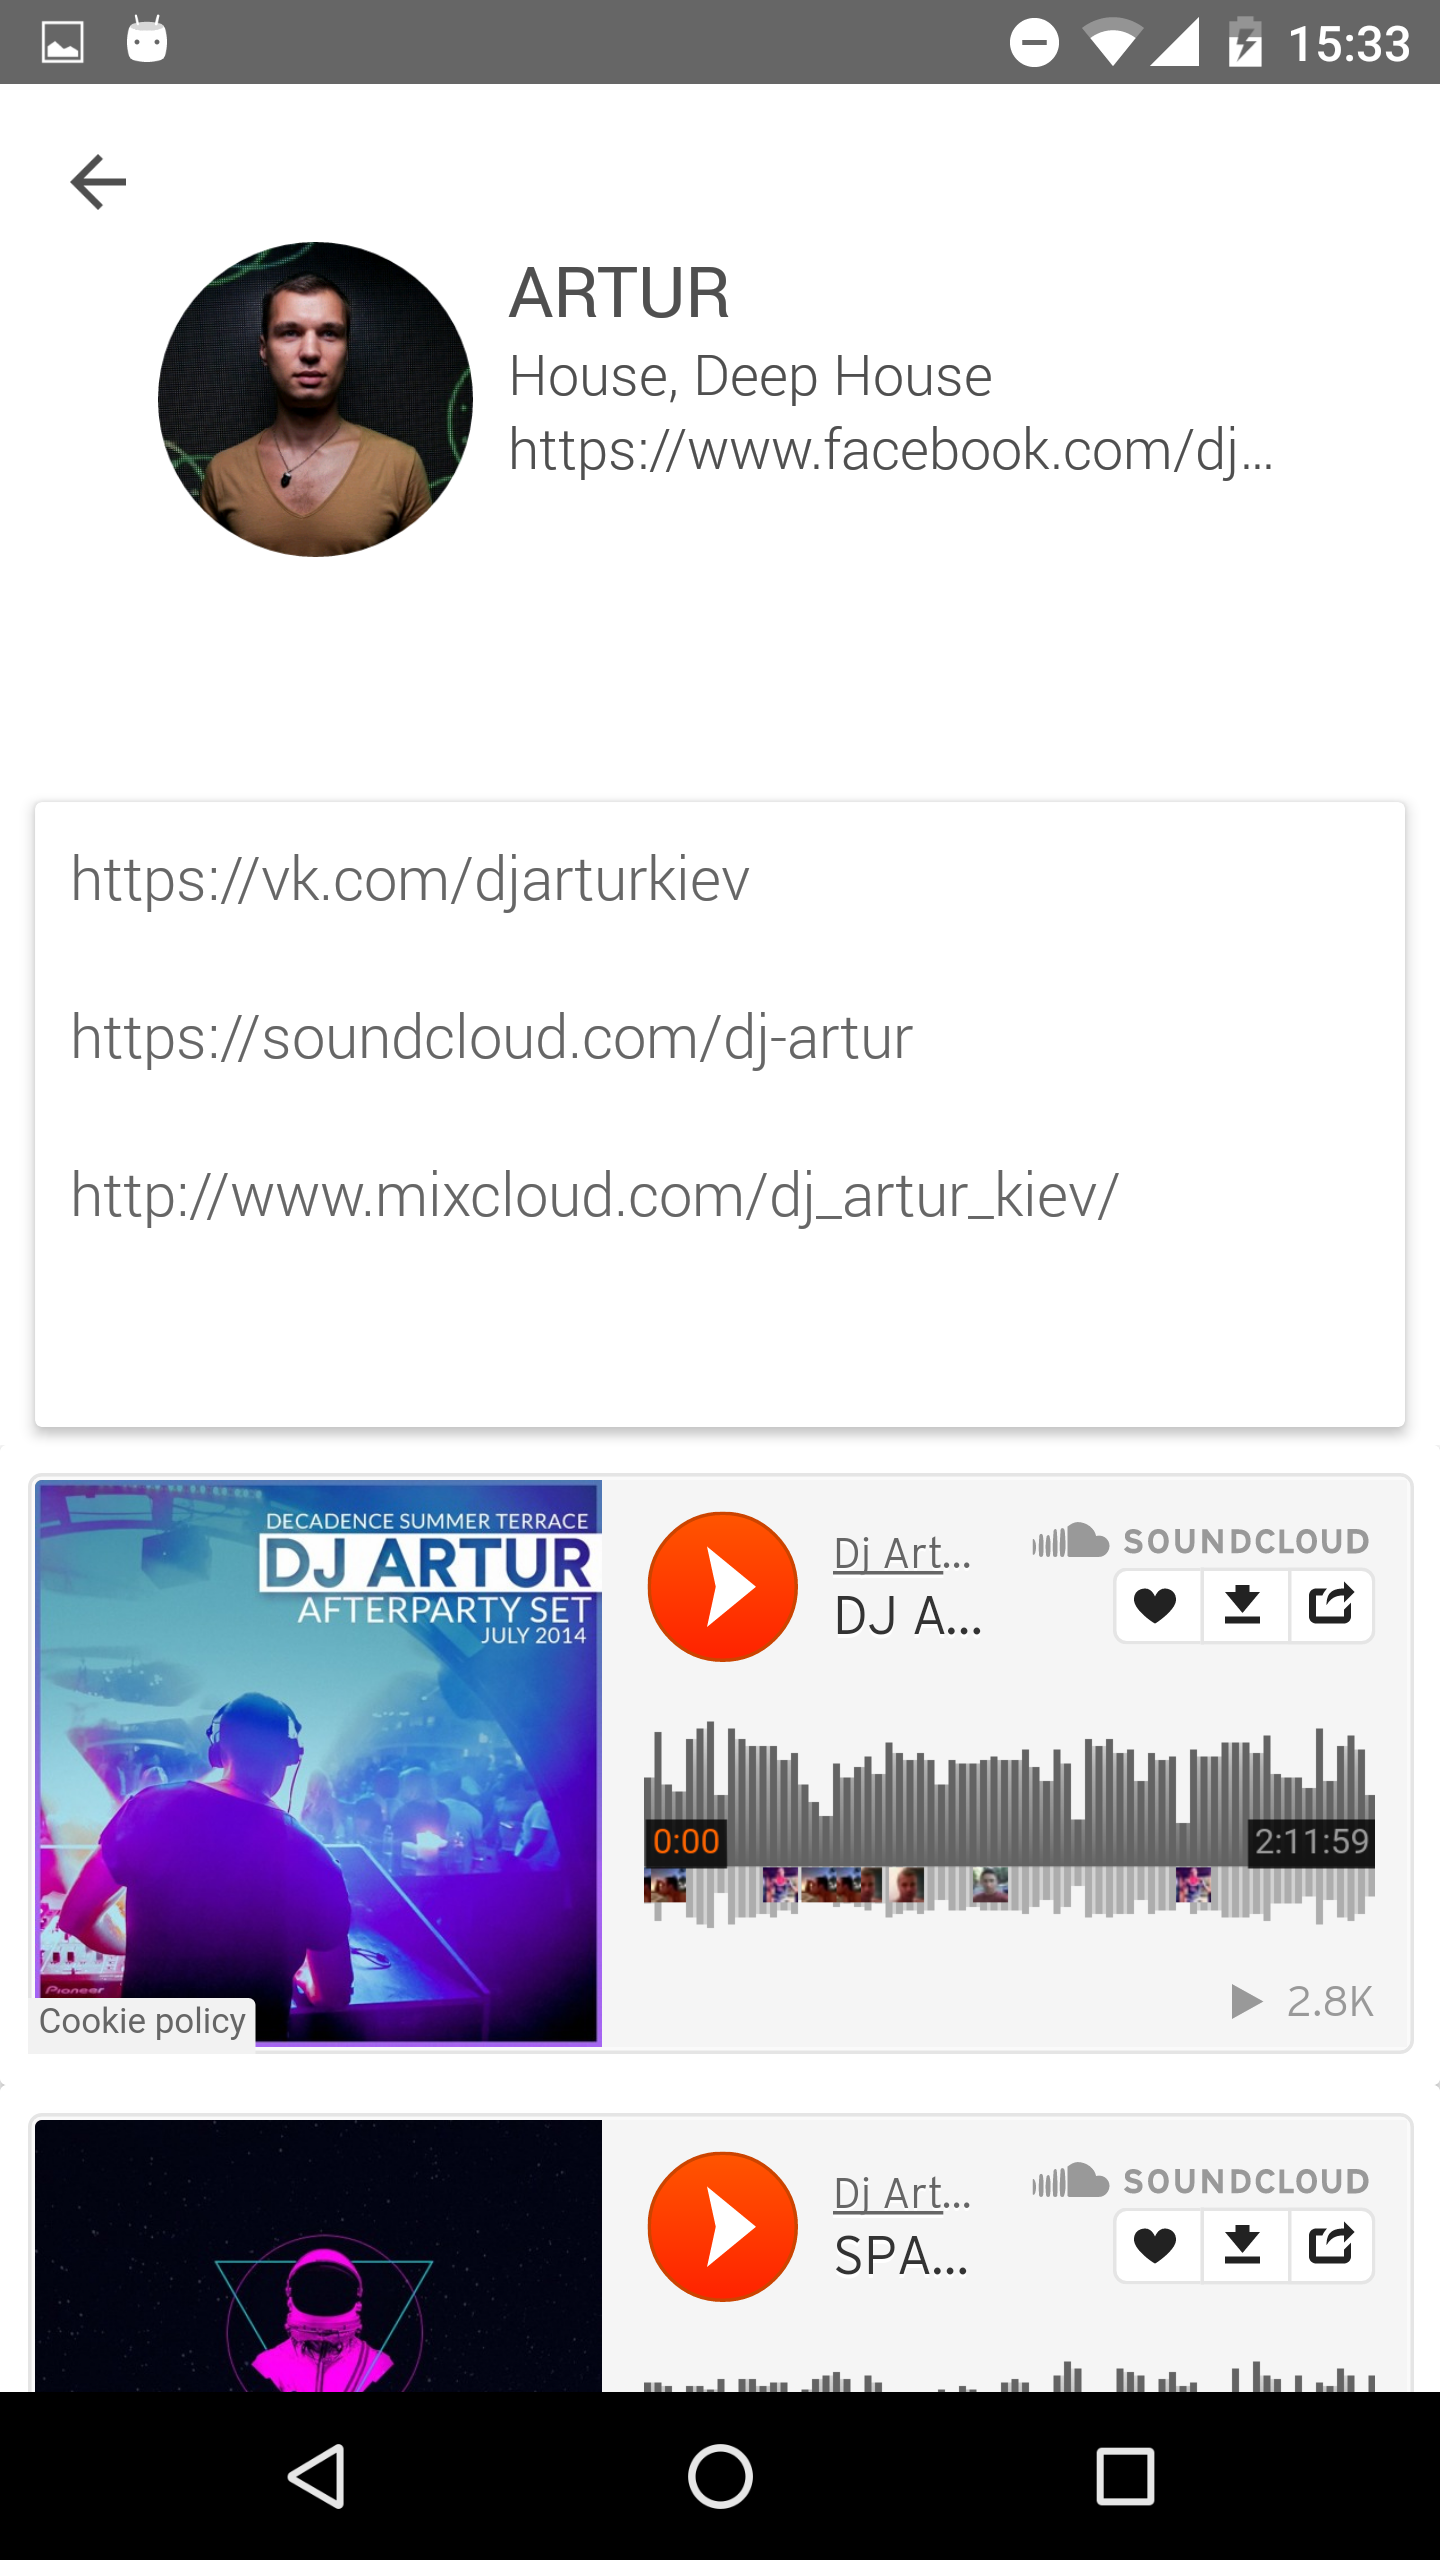 15:33
ARTUR
House, Deep House
https://www.facebook.com/dj...
https://vk.com/djarturkiev
https://soundcloud.com/dj-artur
http://www.mixcloud.com/dj_artur_kiev/
DECADENCE SUMMER TERRACE
DJ ARTUR
AFTERPARTY SET
JULY 2014
Pioneer
Cookie policy
Dj Art...
DJ A...
SOUNDCLOUD
0:00
2:11:59
2.8K
Dj Art...
SPA...
SOUNDCLOUD